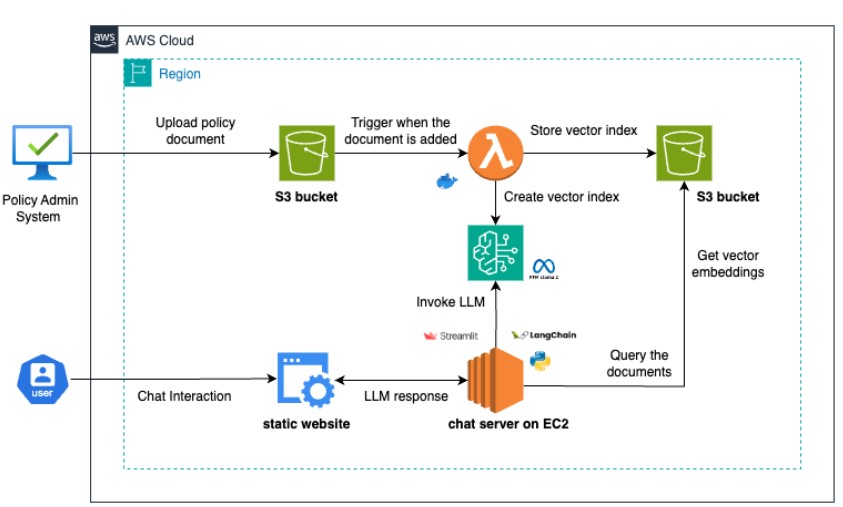 aws
AWS Cloud
Region
Upload policy
document
Trigger when the
document is added
Store vector index
Policy Admin
System
S3 bucket
Create vector index
S3 bucket
Get vector
embeddings
Invoke LLM
Streamlit
LangChain
Query the
documents
user
Chat Interaction
LLM response
static website
chat server on EC2